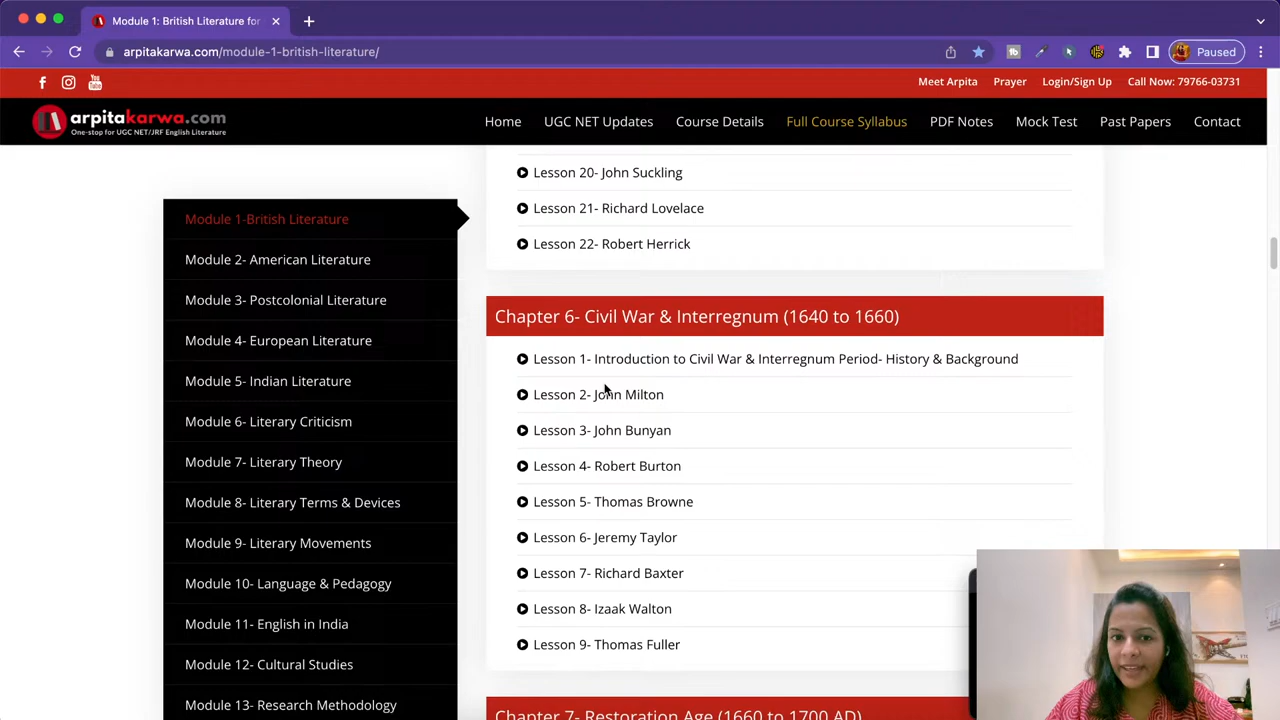 Module 1: British Literature for
arpitakarwa.com/module-1-british-literature/
Paused
Meet Arpita
Prayer
Login/Sign Up
Call Now: 79766-03731
You Tube
arpitakarwa.com
One-stop for UGC NET/JRF English Literature
Home
UGC NET Updates
Course Details
Full Course Syllabus
PDF Notes
Mock Test
Past Papers
Contact
Module 1-British Literature
Module 2- American Literature
Module 3- Postcolonial Literature
Module 4- European Literature
Module 5- Indian Literature
Module 6- Literary Criticism
Module 7- Literary Theory
Module 8- Literary Terms & Devices
Module 9- Literary Movements
Module 10- Language & Pedagogy
Module 11- English in India
Module 12- Cultural Studies
Module 13- Research Methodology
Lesson 20- John Suckling
Lesson 21- Richard Lovelace
Lesson 22- Robert Herrick
Chapter 6- Civil War & Interregnum (1640 to 1660)
Lesson 1- Introduction to Civil War & Interregnum Period- History & Background
Lesson 2- John Milton
Lesson 3- John Bunyan
Lesson 4- Robert Burton
Lesson 5- Thomas Browne
Lesson 6- Jeremy Taylor
Lesson 7- Richard Baxter
Lesson 8- Izaak Walton
Lesson 9- Thomas Fuller
Chapter 7- Restoration Age (1660 to 1700 AD)